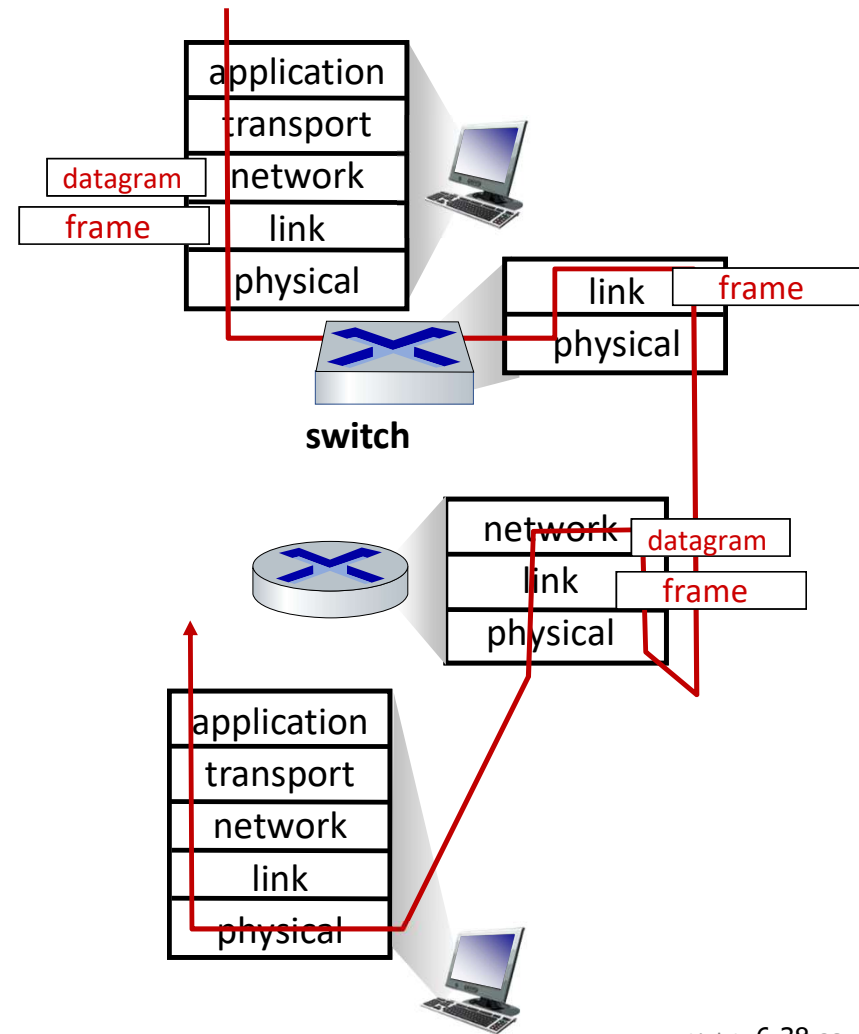 application
transport
datagram network
frame link
physical
link frame
physical
switch
network datagram
link frame
physical
application
transport
network
link
physical